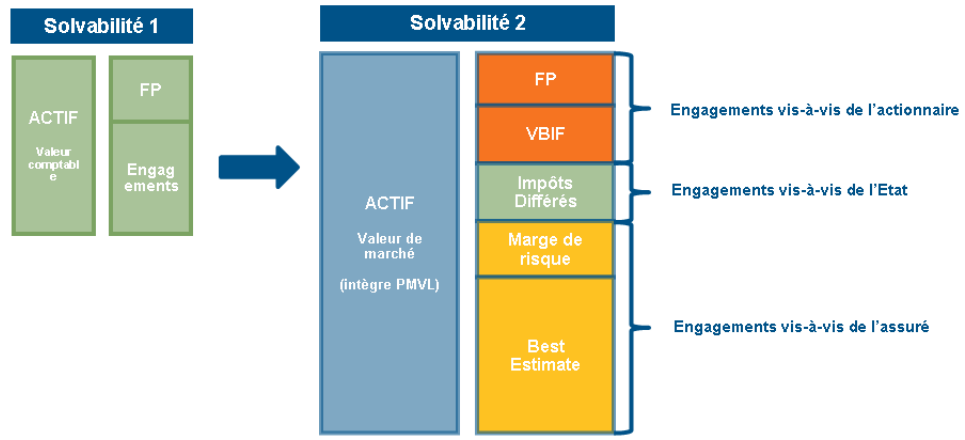 Solvabilité 1
Solvabilité 2
ACTIF
Valeur
comptabl
e
FP
Engag
ements
ACTIF
Valeur de
marché
(intègre PMVL)
FP
VBIF
Impôts
Différés
Marge de
risque
Best
Estimate
Engagements vis-à-vis de l’actionnaire
Engagements vis-à-vis de l’Etat
Engagements vis-à-vis de l’assuré